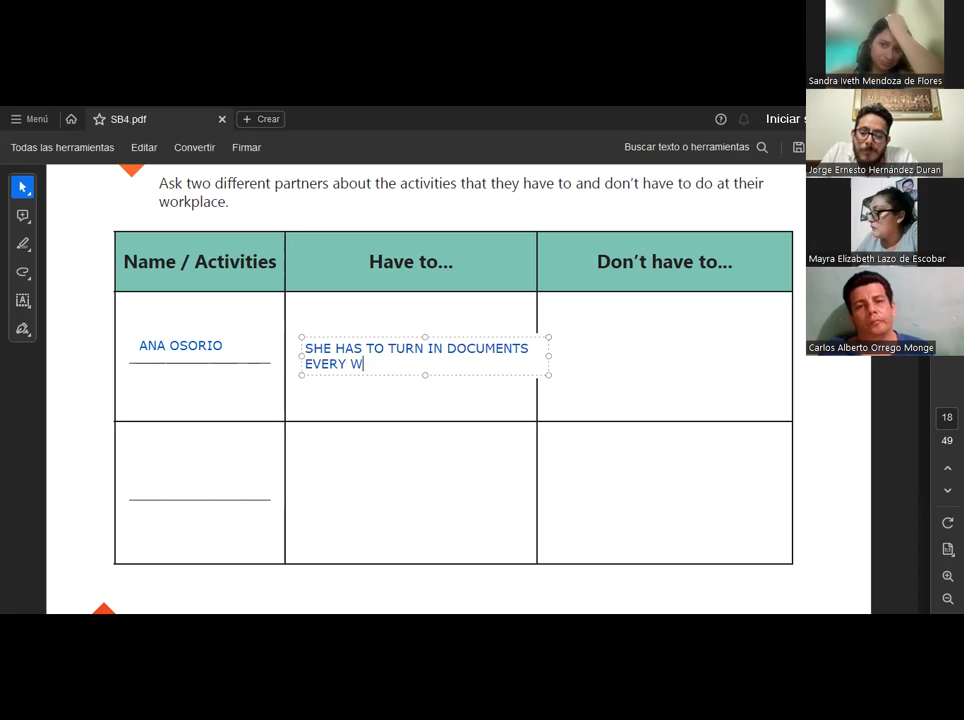 Sandra Iveth Mendoza de Flores
Menú
SB4.pdf
Crear
Iniciar s
Todas las herramientas
Editar
Convertir
Firmar
Buscar texto o herramientas
Jorge Ernesto Hernández Duran
Ask two different partners about the activities that they have to and don’t have to do at their
workplace.
Name / Activities
Have to...
Don’t have to...
Mayra Elizabeth Lazo de Escobar
ANA OSORIO
SHE HAS TO TURN IN DOCUMENTS
EVERY W
Carlos Alberto Orrego Monge
18
49